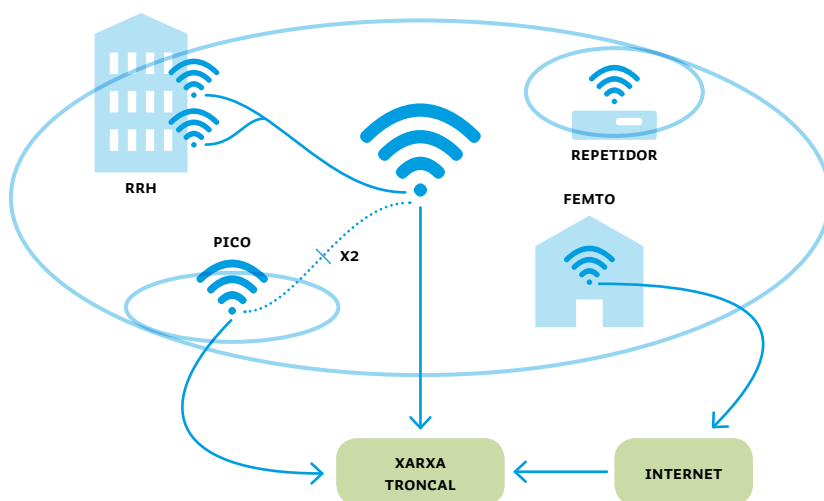 RRH
REPETIDOR
FEMTO
PICO
X2
XARXA
TRONCAL
INTERNET